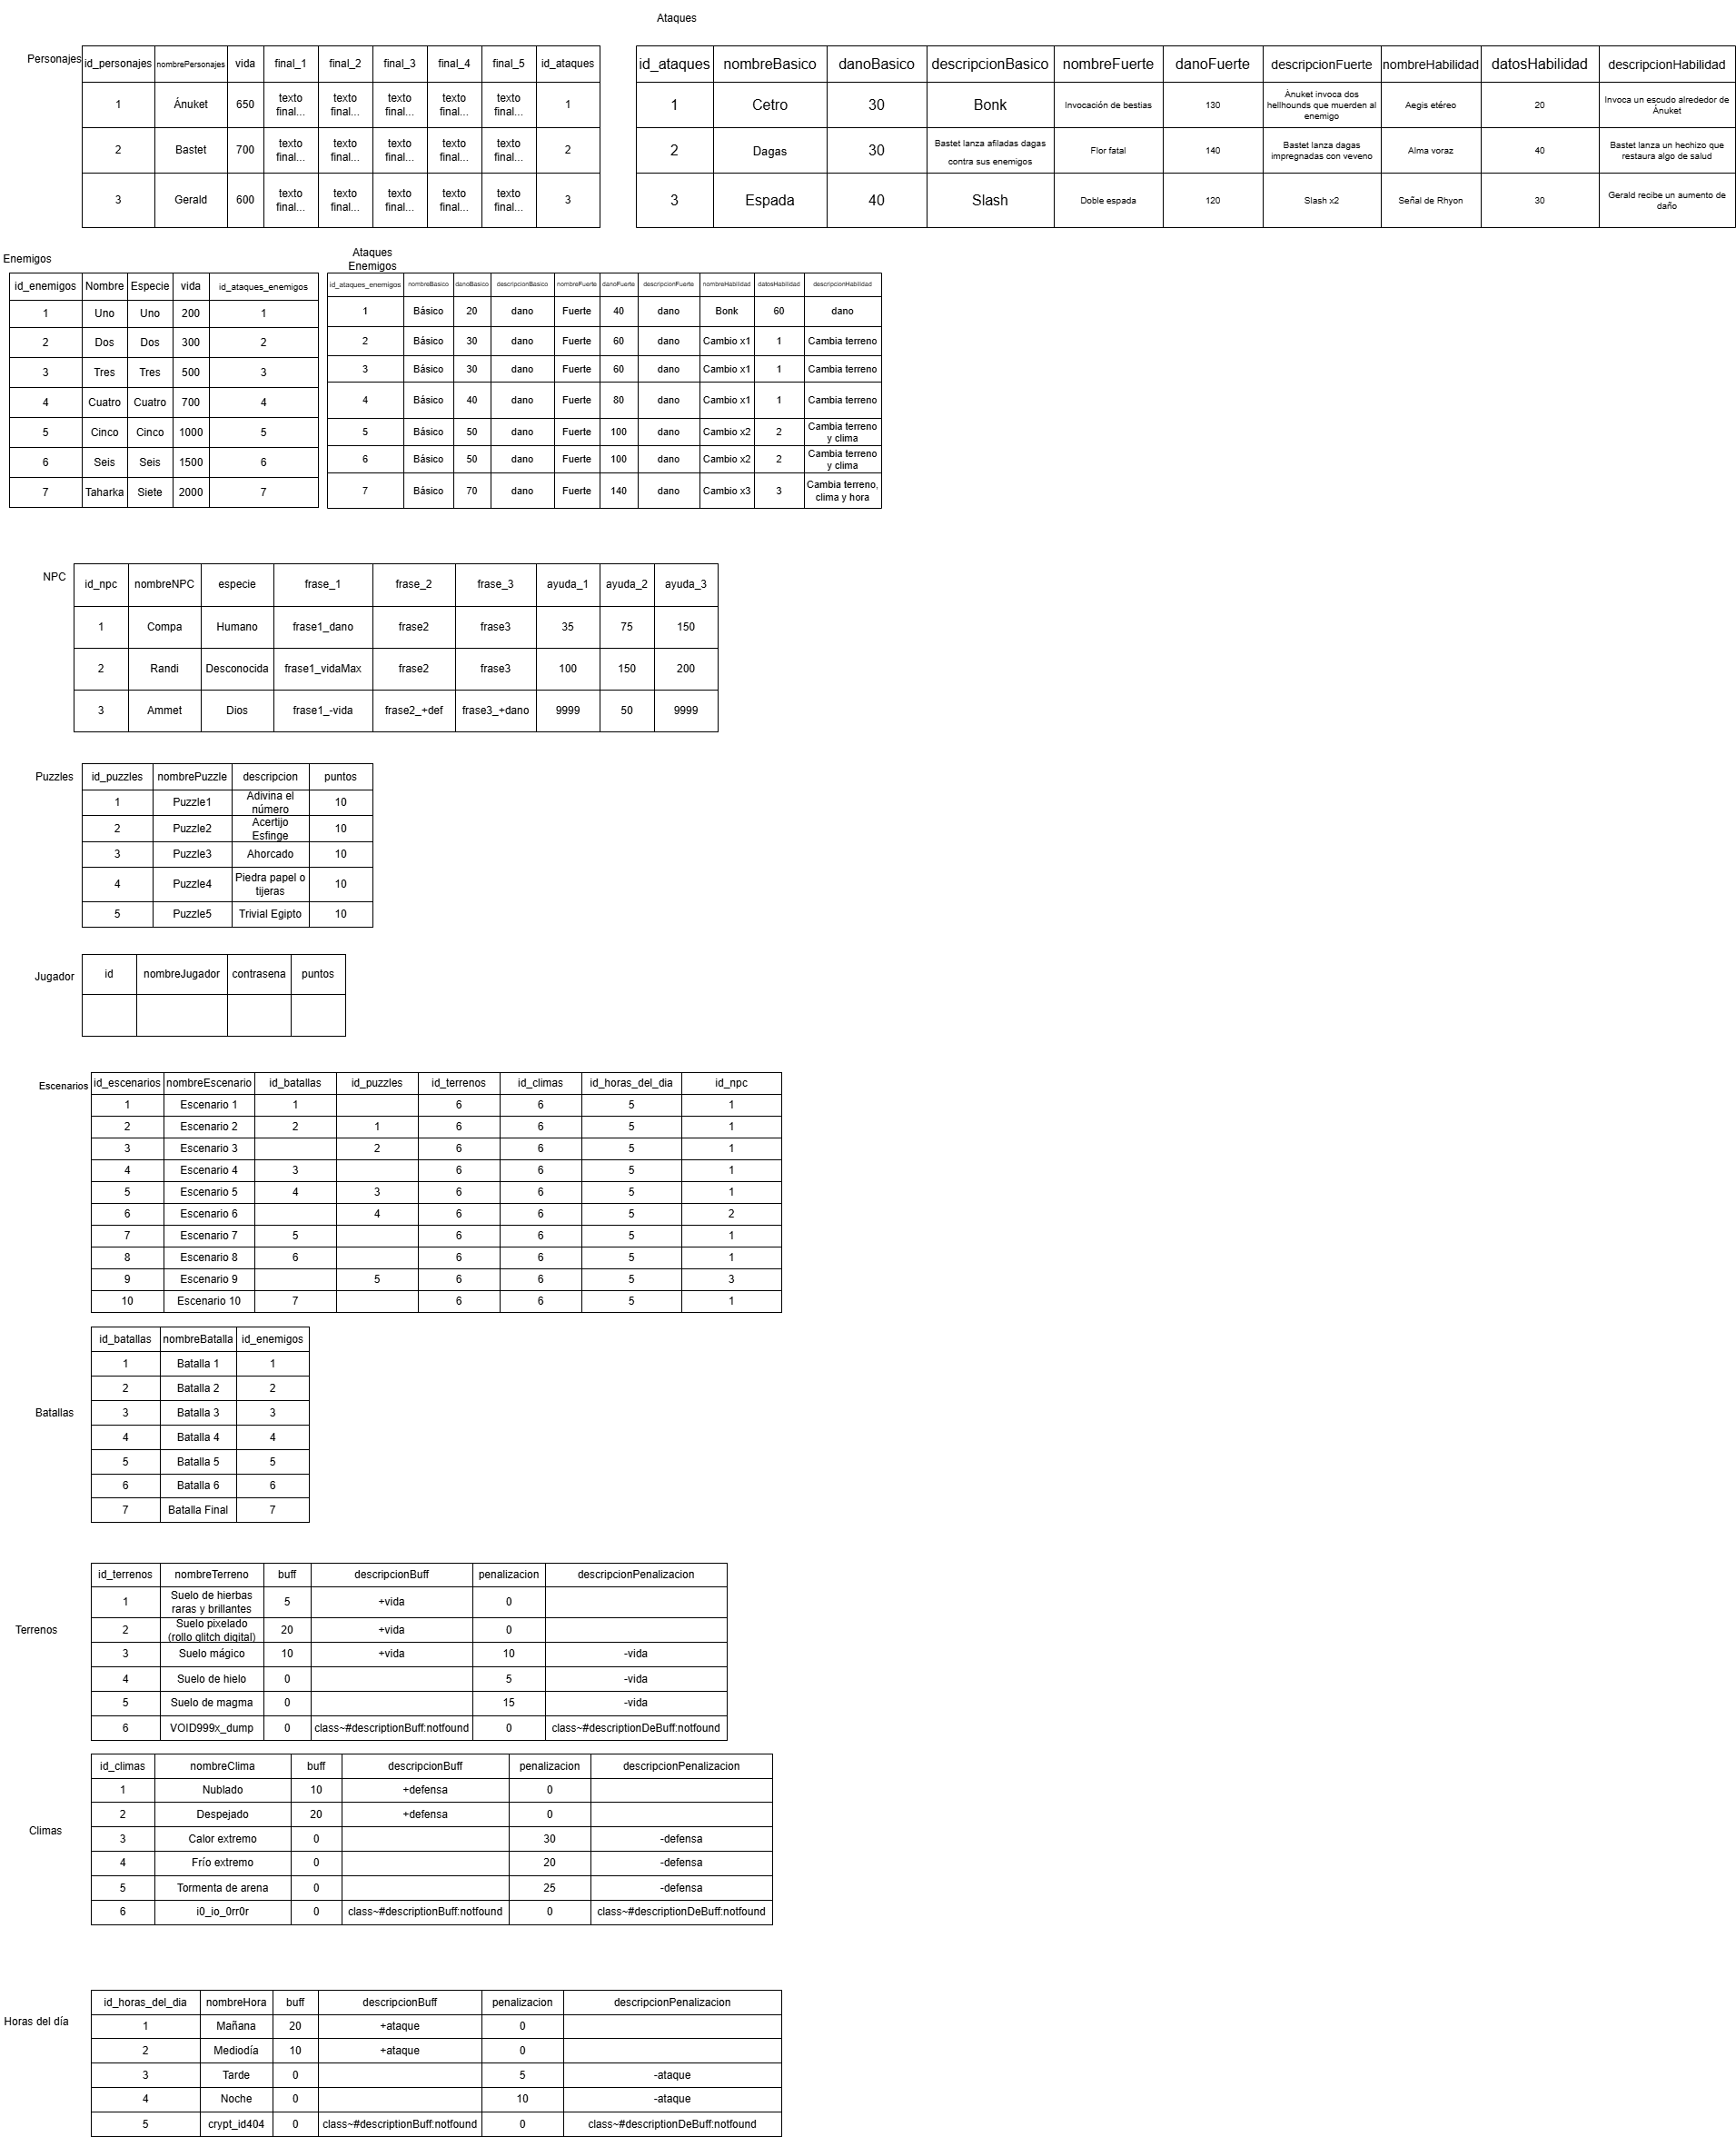 Ataques
Personajes
id_personajes nombrePersonajes vida final_1 final_2 final_3 final_4 final_5 id_ataques
1 Ánuket 650 texto final... texto final... texto final... texto final... texto final... 1
2 Bastet 700 texto final... texto final... texto final... texto final... texto final... 2
3 Gerald 600 texto final... texto final... texto final... texto final... texto final... 3
id_ataques nombreBasico danoBasico descripcionBasico nombreFuerte danoFuerte descripcionFuerte nombreHabilidad datosHabilidad descripcionHabilidad
1 Cetro 30 Bonk Invocación de bestias 130 Ánuket invoca dos hellhounds que muerden al enemigo Aegis etéreo 20 Invoca un escudo alrededor de Ánuket
2 Dagas 30 Bastet lanza afiladas dagas contra sus enemigos Flor fatal 140 Bastet lanza dagas impregnadas con veveno Alma voraz 40 Bastet lanza un hechizo que restaura algo de salud
3 Espada 40 Slash Doble espada 120 Slash x2 Señal de Rhyon 30 Gerald recibe un aumento de daño
Enemigos
id_enemigos Nombre Especie vida id_ataques_enemigos
1 Uno Uno 200 1
2 Dos Dos 300 2
3 Tres Tres 500 3
4 Cuatro Cuatro 700 4
5 Cinco Cinco 1000 5
6 Seis Seis 1500 6
7 Taharka Siete 2000 7
Ataques
Enemigos
id_ataques_enemigos nombreBasico danoBasico descripcionBasico nombreFuerte danoFuerte descripcionFuerte nombreHabilidad datosHabilidad descripcionHabilidad
1 Básico 20 dano Fuerte 40 dano Bonk 60 dano
2 Básico 30 dano Fuerte 60 dano Cambio x1 1 Cambia terreno
3 Básico 30 dano Fuerte 60 dano Cambio x1 1 Cambia terreno
4 Básico 40 dano Fuerte 80 dano Cambio x1 1 Cambia terreno
5 Básico 50 dano Fuerte 100 dano Cambio x2 2 Cambia terreno y clima
6 Básico 50 dano Fuerte 100 dano Cambio x2 2 Cambia terreno y clima
7 Básico 70 dano Fuerte 140 dano Cambio x3 3 Cambia terreno, clima y hora
NPC
id_npc nombreNPC especie frase_1 frase_2 frase_3 ayuda_1 ayuda_2 ayuda_3
1 Compa Humano frase1_dano frase2 frase3 35 75 150
2 Randi Desconocida frase1_vidaMax frase2 frase3 100 150 200
3 Ammet Dios frase1_-vida frase2_+def frase3_+dano 9999 50 9999
Puzzles
id_puzzles nombrePuzzle descripcion puntos
1 Puzzle1 Adivina el número 10
2 Puzzle2 Acertijo Esfinge 10
3 Puzzle3 Ahorcado 10
4 Puzzle4 Piedra papel o tijeras 10
5 Puzzle5 Trivial Egipto 10
Jugador
id nombreJugador contrasena puntos
Escenarios
id_escenarios nombreEscenario id_batallas id_puzzles id_terrenos id_climas id_horas_del_dia id_npc
1 Escenario 1 1 6 6 5 1
2 Escenario 2 2 1 6 6 5 1
3 Escenario 3 2 6 6 5 1
4 Escenario 4 3 6 6 5 1
5 Escenario 5 4 3 6 6 5 1
6 Escenario 6 4 6 6 5 2
7 Escenario 7 5 6 6 5 1
8 Escenario 8 6 6 6 5 1
9 Escenario 9 5 6 6 5 3
10 Escenario 10 7 6 6 5 1
Batallas
id_batallas nombreBatalla id_enemigos
1 Batalla 1 1
2 Batalla 2 2
3 Batalla 3 3
4 Batalla 4 4
5 Batalla 5 5
6 Batalla 6 6
7 Batalla Final 7
Terrenos
id_terrenos nombreTerreno buff descripcionBuff penalizacion descripcionPenalizacion
1 Suelo de hierbas raras y brillantes 5 +vida 0
2 Suelo pixelado (rollo glitch digital) 20 +vida 0
3 Suelo mágico 10 +vida 10 -vida
4 Suelo de hielo 0 5 -vida
5 Suelo de magma 0 15 -vida
6 VOID999x_dump 0 class~#descriptionBuff:notfound 0 class~#descriptionDeBuff:notfound
Climas
id_climas nombreClima buff descripcionBuff penalizacion descripcionPenalizacion
1 Nublado 10 +defensa 0
2 Despejado 20 +defensa 0
3 Calor extremo 0 30 -defensa
4 Frío extremo 0 20 -defensa
5 Tormenta de arena 0 25 -defensa
6 i0_io_0rr0r 0 class~#descriptionBuff:notfound 0 class~#descriptionDeBuff:notfound
Horas del día
id_horas_del_dia nombreHora buff descripcionBuff penalizacion descripcionPenalizacion
1 Mañana 20 +ataque 0
2 Mediodía 10 +ataque 0
3 Tarde 0 5 -ataque
4 Noche 0 10 -ataque
5 crypt_id404 0 class~#descriptionBuff:notfound 0 class~#descriptionDeBuff:notfound